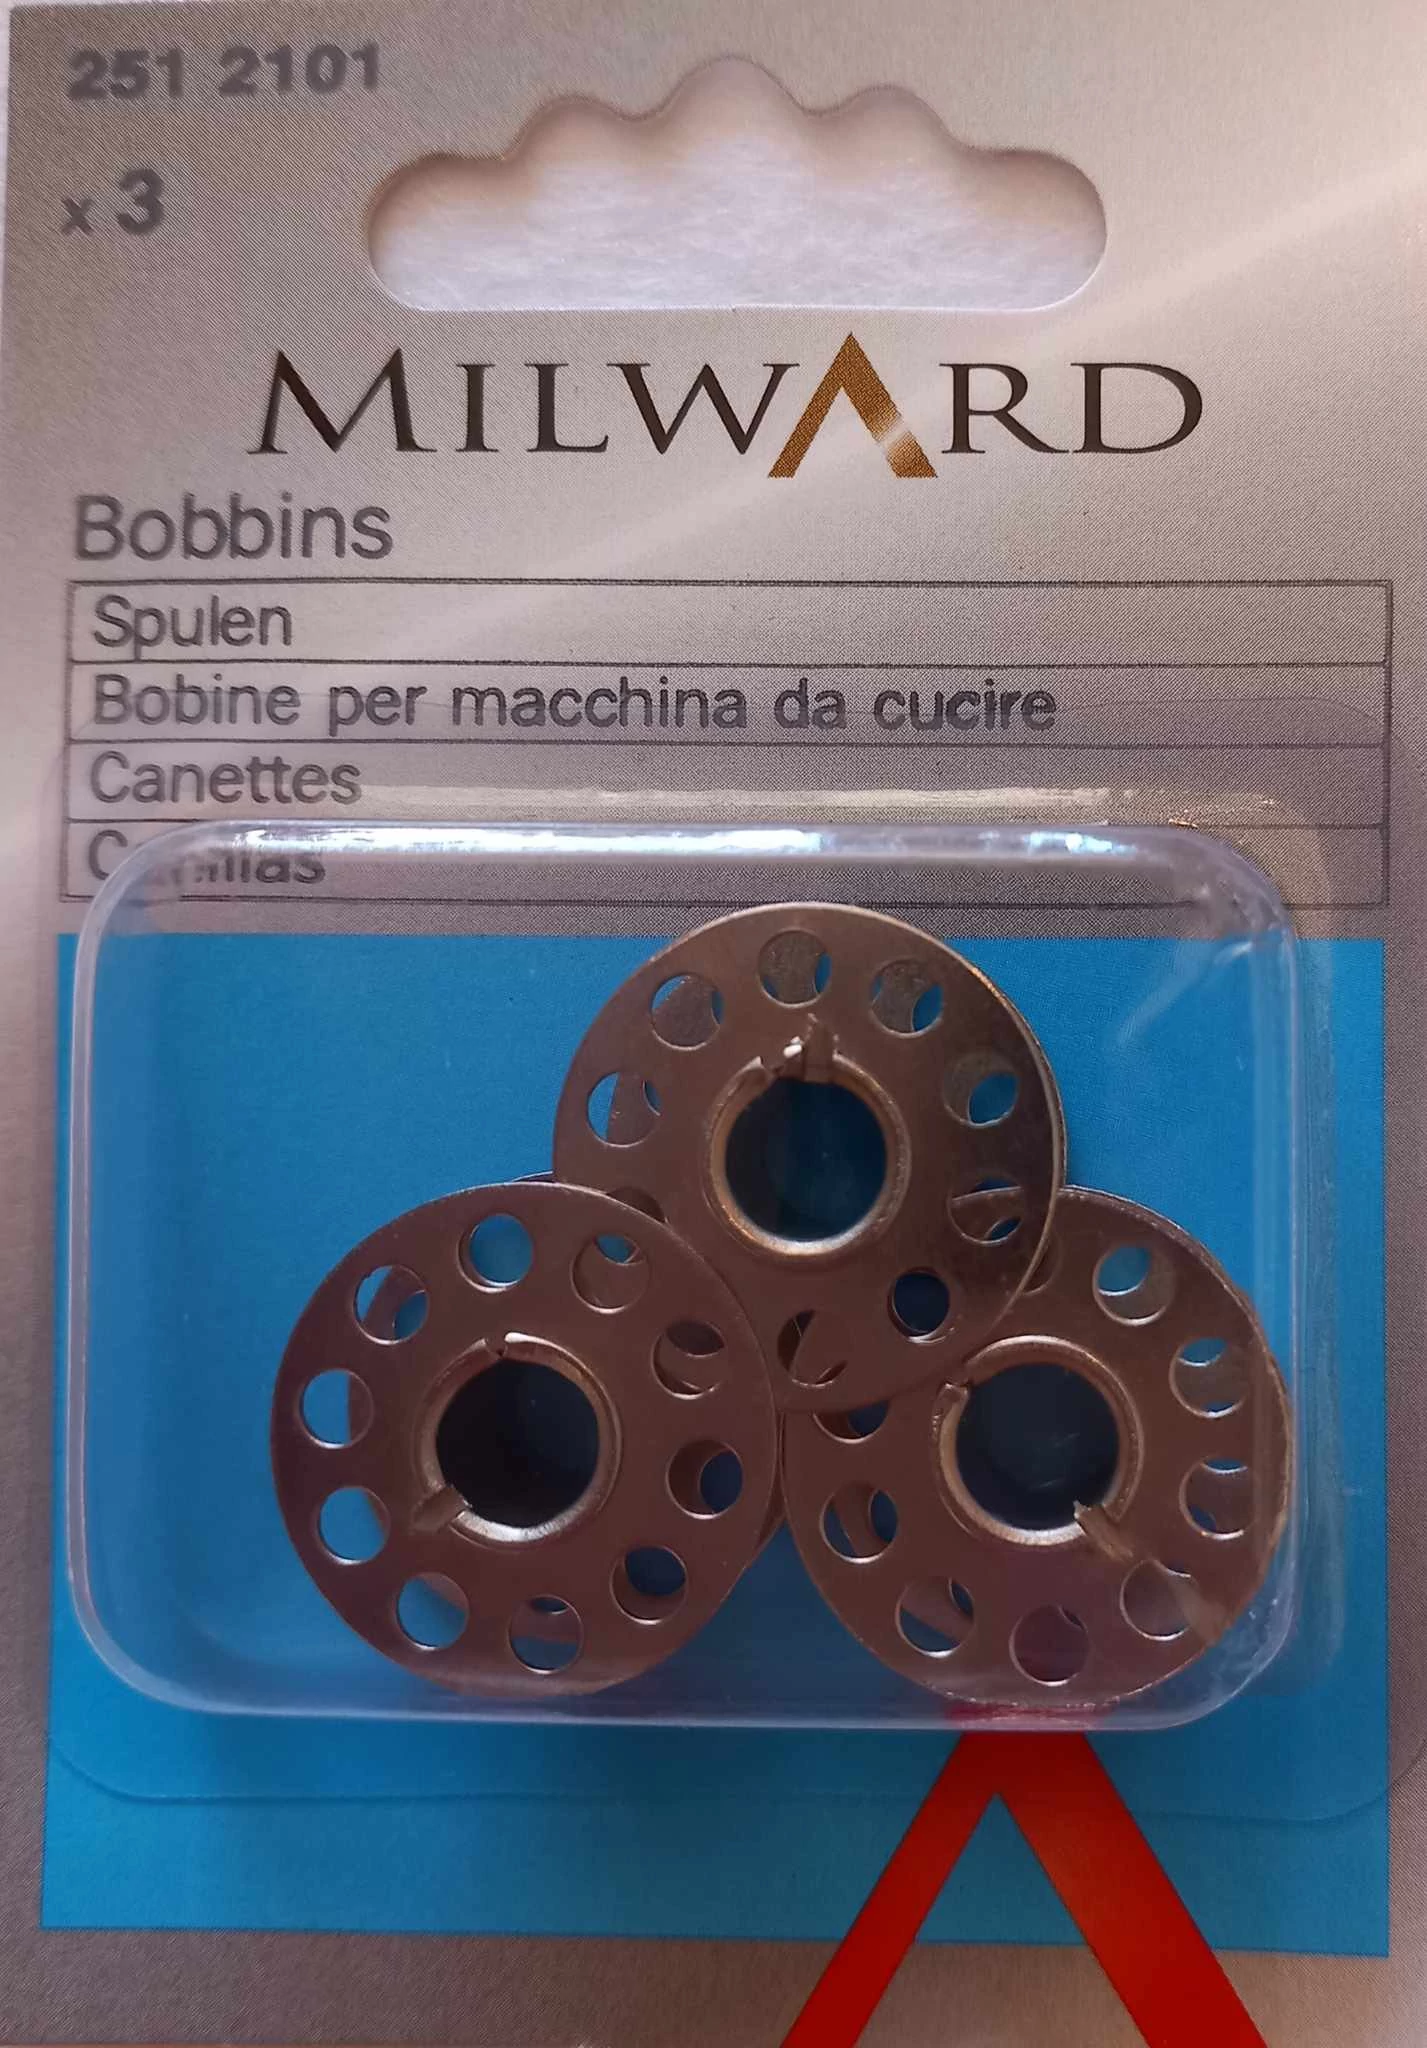 251 2101
x 3
MILWARD
Bobbins
Spulen
Bobine per macchina da cucire
Canettes